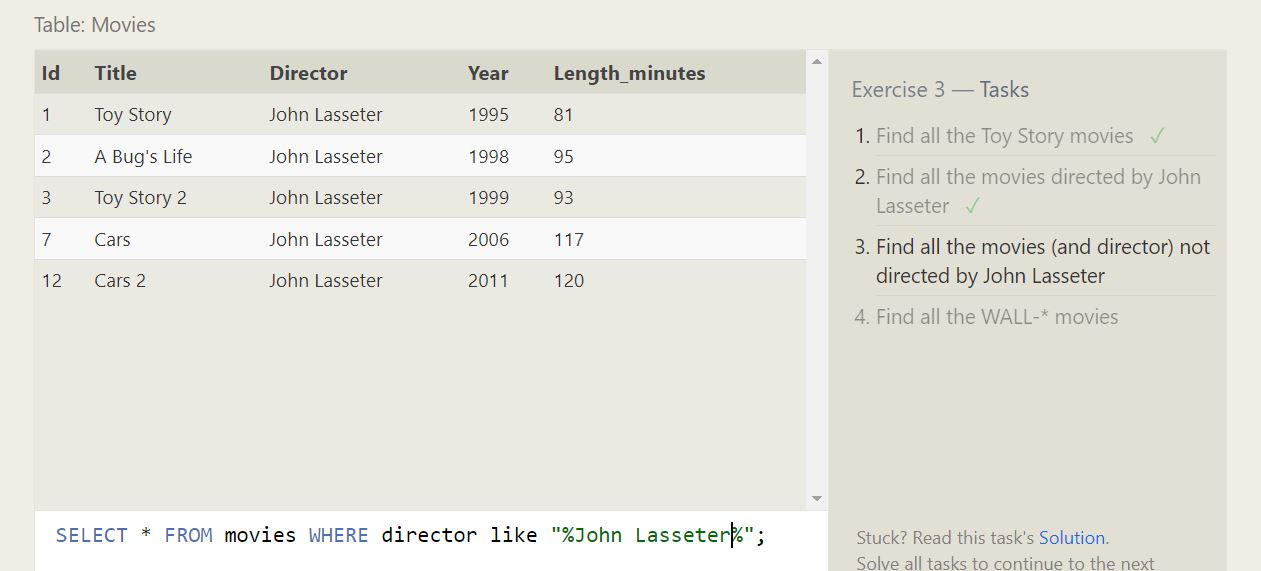 Table: Movies
Id Title Director Year Length_minutes
1 Toy Story John Lasseter 1995 81
2 A Bug's Life John Lasseter 1998 95
3 Toy Story 2 John Lasseter 1999 93
7 Cars John Lasseter 2006 117
12 Cars 2 John Lasseter 2011 120
SELECT * FROM movies WHERE director like "%John Lasseter%";
Exercise 3 — Tasks
1. Find all the Toy Story movies ✓
2. Find all the movies directed by John
Lasseter ✓
3. Find all the movies (and director) not
directed by John Lasseter
4. Find all the WALL-* movies
Stuck? Read this task's Solution.
Solve all tasks to continue to the next